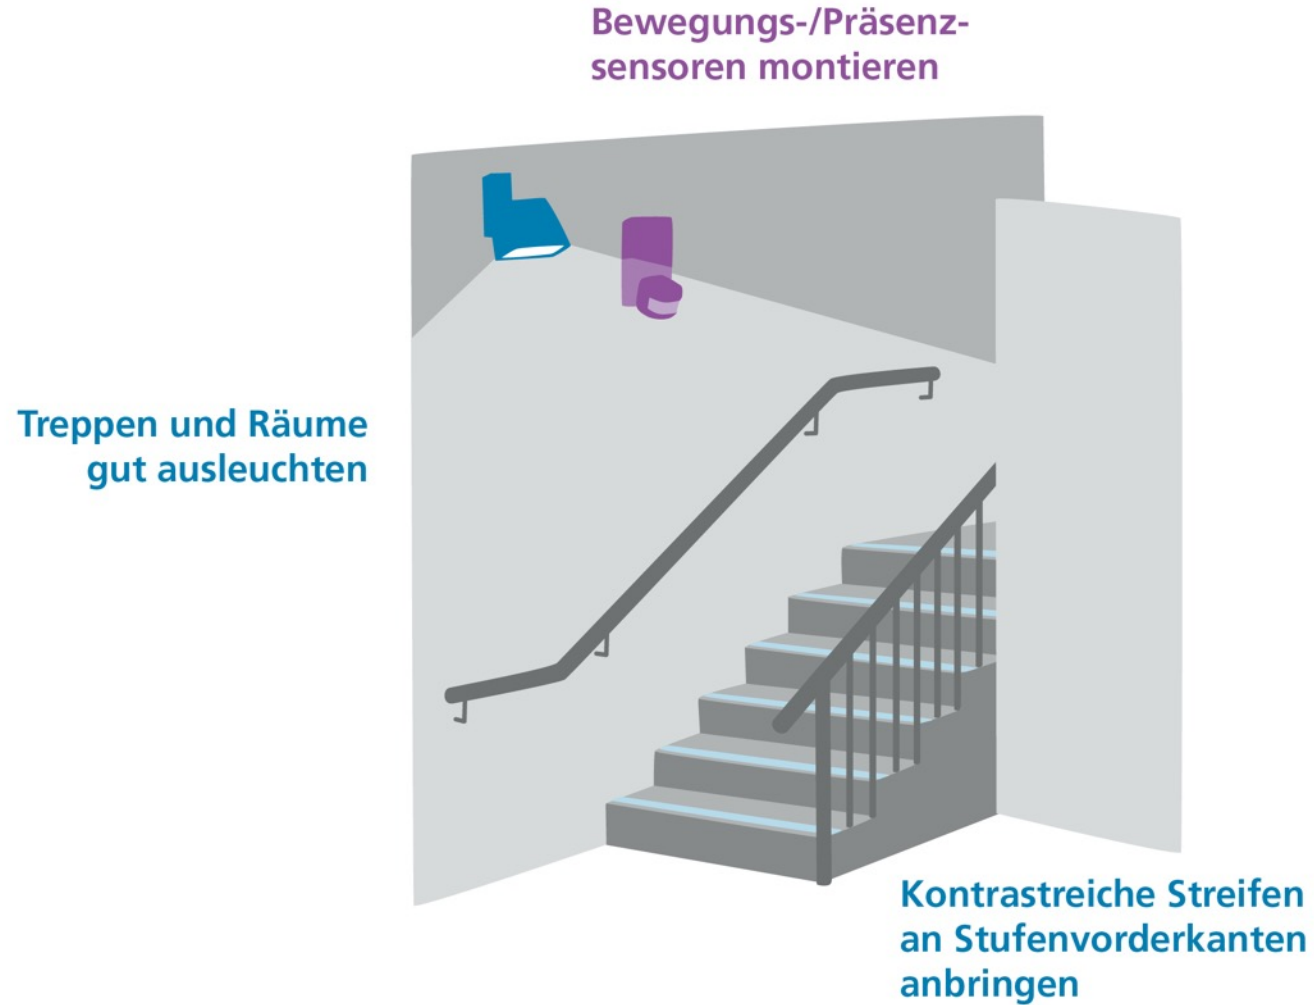 Bewegungs-/Präsenz-
sensoren montieren
Treppen und Räume
gut ausleuchten
Kontrastreiche Streifen
an Stufenvorderkanten
anbringen